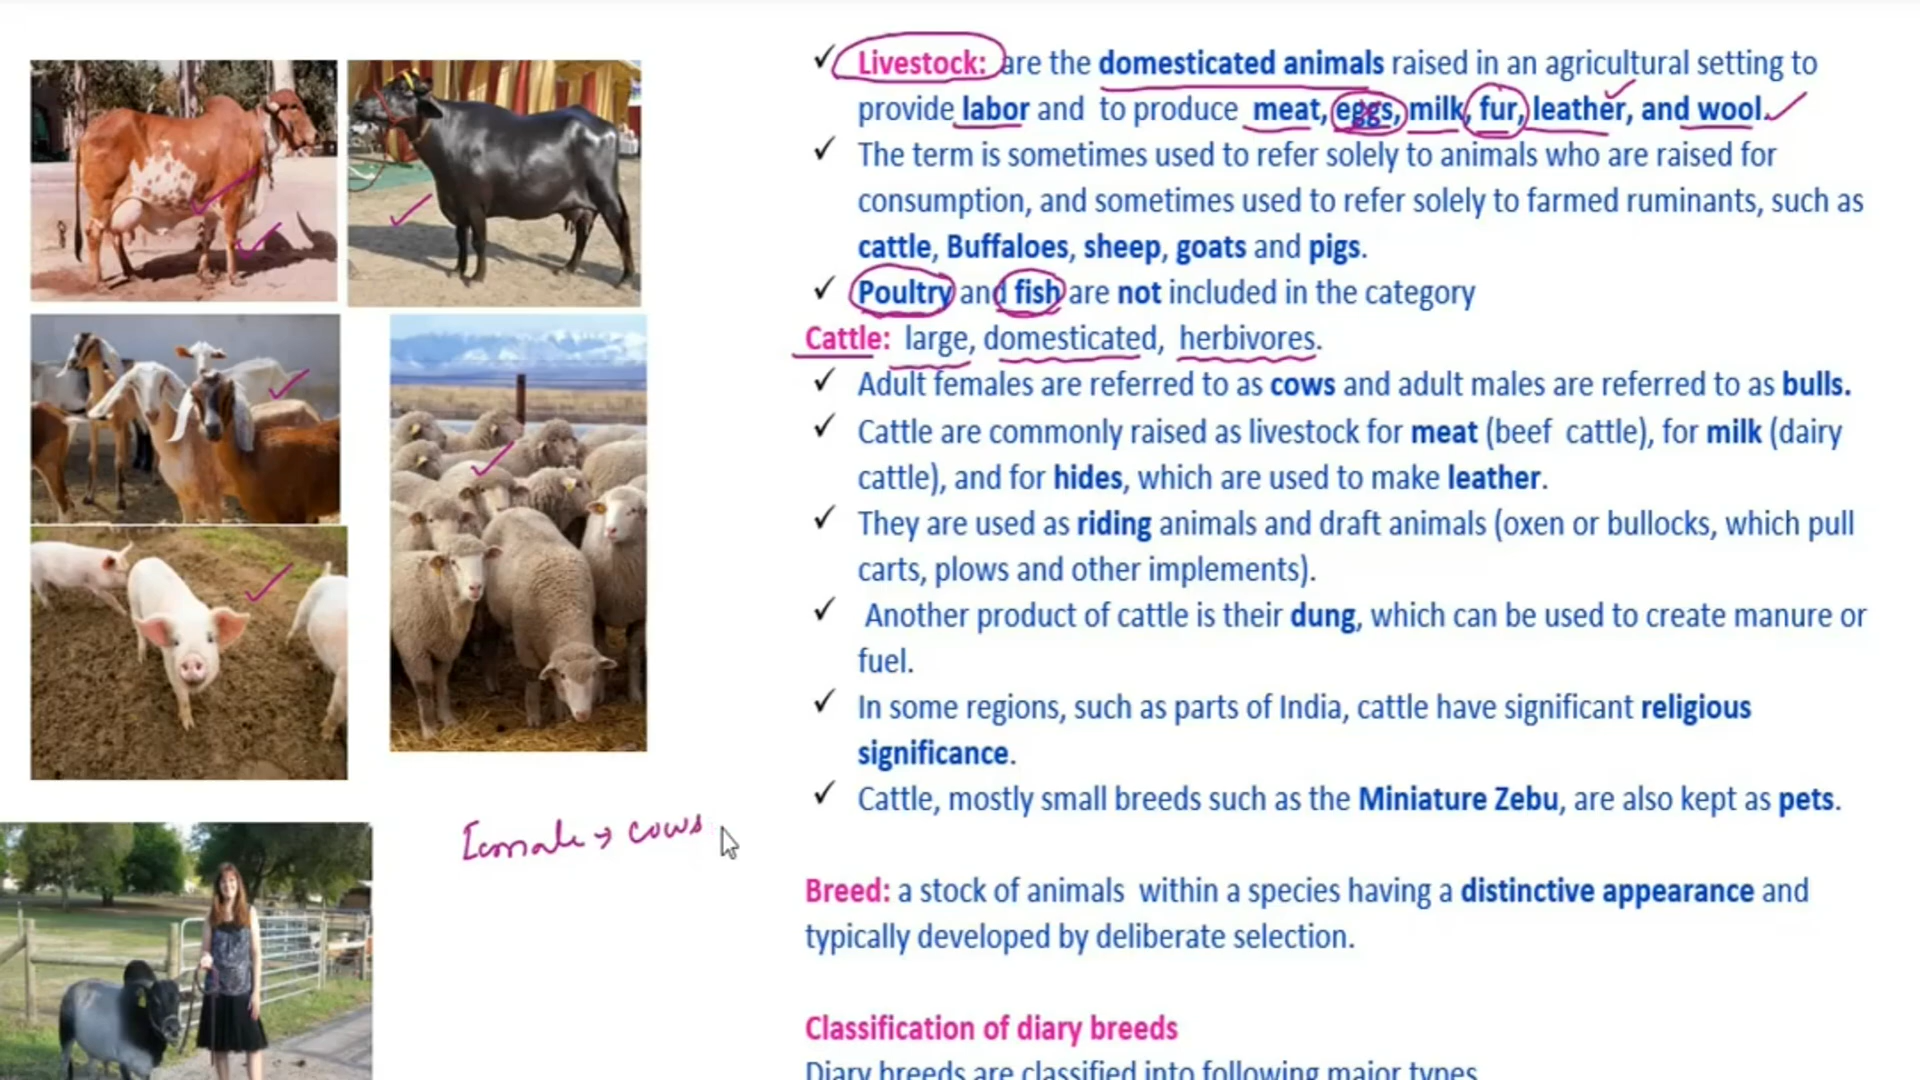 ✓ Livestock: are the domesticated animals raised in an agricultural setting to
provide labor and to produce meat, eggs, milk, fur, leather, and wool.
✓ The term is sometimes used to refer solely to animals who are raised for
consumption, and sometimes used to refer solely to farmed ruminants, such as
cattle, Buffaloes, sheep, goats and pigs.
✓ Poultry and fish are not included in the category
Cattle: large, domesticated, herbivores.
✓ Adult females are referred to as cows and adult males are referred to as bulls.
✓ Cattle are commonly raised as livestock for meat (beef cattle), for milk (dairy
cattle), and for hides, which are used to make leather.
✓ They are used as riding animals and draft animals (oxen or bullocks, which pull
carts, plows and other implements).
✓ Another product of cattle is their dung, which can be used to create manure or
fuel.
✓ In some regions, such as parts of India, cattle have significant religious
significance.
✓ Cattle, mostly small breeds such as the Miniature Zebu, are also kept as pets.
Female → cows
Breed: a stock of animals within a species having a distinctive appearance and
typically developed by deliberate selection.
Classification of diary breeds
Diary breeds are classified into following major types